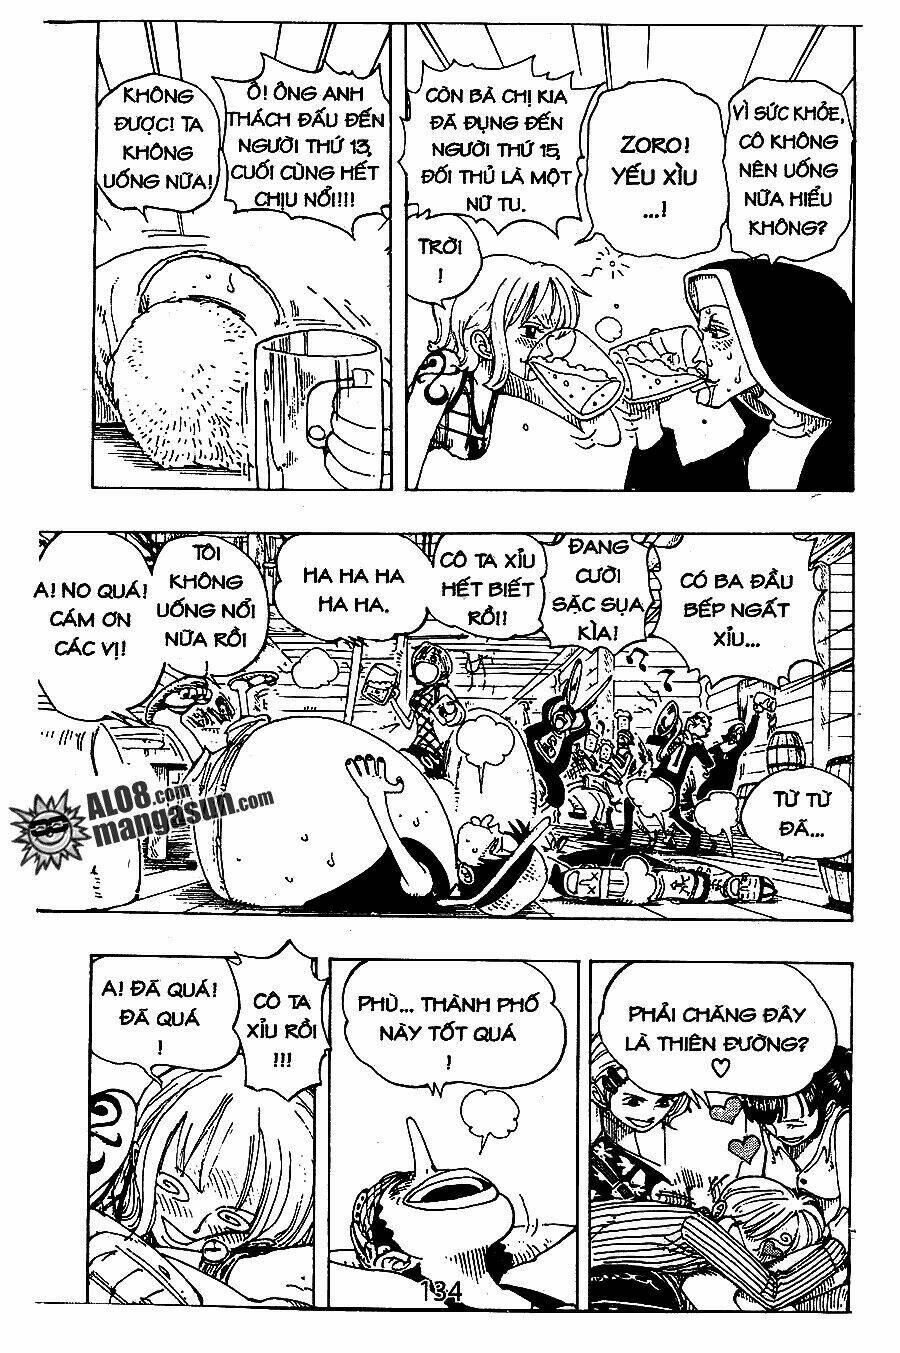 VÌ SỨC KHỎE,
CÔ KHÔNG
NÊN UỐNG
NỮA HIỂU
KHÔNG?
ZORO!
YẾU XÌU
...!
CÒN BÀ CHỊ KIA
ĐÃ ĐỤNG ĐẾN
NGƯỜI THỨ 15,
ĐỐI THỦ LÀ MỘT
NỮ TU.
TRỜI
!
Ồ! ÔNG ANH
THÁCH ĐẤU ĐẾN
NGƯỜI THỨ 13,
CUỐI CÙNG HẾT
CHỊU NỔI!!!
KHÔNG
ĐƯỢC! TA
KHÔNG
UỐNG NỮA!
CÓ BA ĐẦU
BẾP NGẤT
XỈU...
ĐANG
CƯỜI
SẶC SỤA
KÌA!
CÔ TA XỈU
HẾT BIẾT
RỒI!
HA HA HA
HA HA.
TÔI
KHÔNG
UỐNG NỔI
NỮA RỒI
A! NO QUÁ!
CÁM ƠN
CÁC VỊ!
TỪ TỪ
ĐÃ...
AL08.com
mangasun.com
PHẢI CHĂNG ĐÂY
LÀ THIÊN ĐƯỜNG?
♡
PHÙ... THÀNH PHỐ
NÀY TỐT QUÁ
!
CÔ TA
XỈU RỒI
!!!
A! ĐÃ QUÁ!
ĐÃ QUÁ
!
134